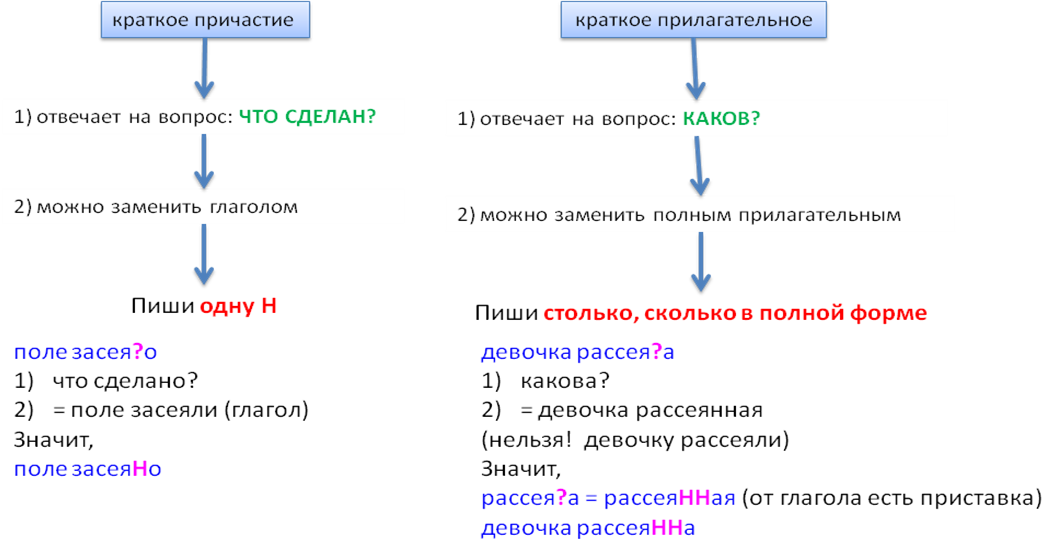 краткое причастие
1) отвечает на вопрос: ЧТО СДЕЛАН?
2) можно заменить глаголом
Пиши одну Н
поле засея?о
1) что сделано?
2) = поле засеяли (глагол)
Значит,
поле засеяНо
краткое прилагательное
1) отвечает на вопрос: КАКОВ?
2) можно заменить полным прилагательным
Пиши столько, сколько в полной форме
девочка рассея?а
1) какова?
2) = девочка рассеянная
(нельзя! девочку рассеяли)
Значит,
рассея?а = рассеяННая (от глагола есть приставка)
девочка рассеяННа